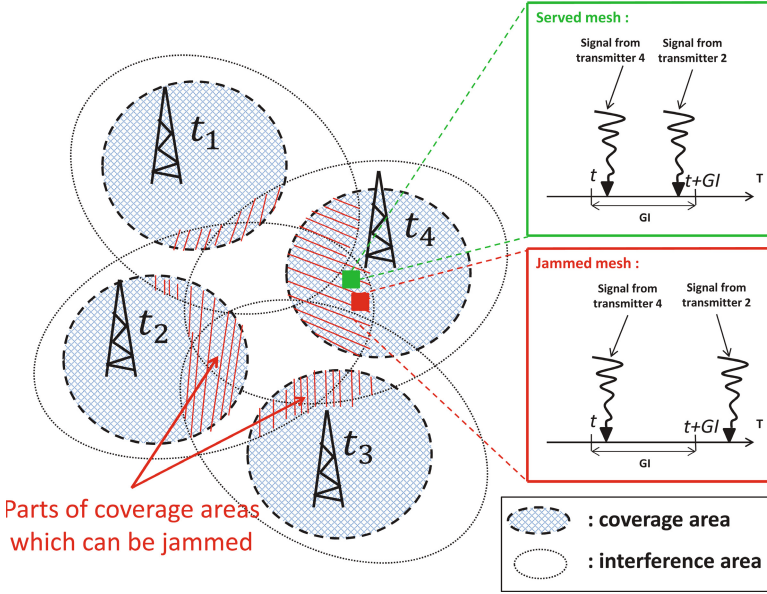 Served mesh :
Signal from
transmitter 4
Signal from
transmitter 2
t
t+GI
T
GI
t₁
t₄
Jammed mesh :
Signal from
transmitter 4
Signal from
transmitter 2
t₂
t
t+GI
T
GI
t₃
Parts of coverage areas
which can be jammed
: coverage area
: interference area